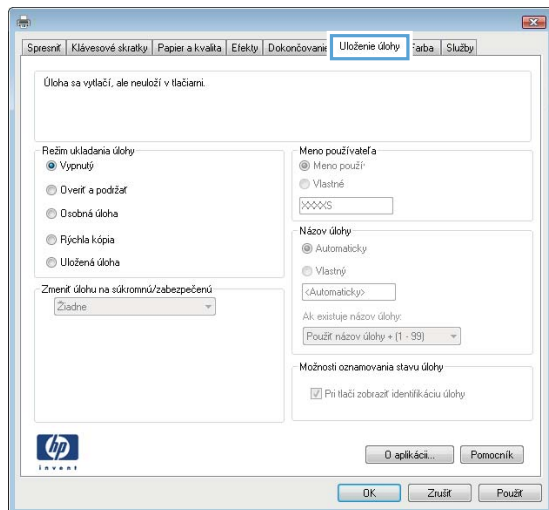 Spresniť Klávesové skratky Papier a kvalita Efekty Dokončovanie Uloženie úlohy Farba Služby
Úloha sa vytlačí, ale neuloží v tlačiarni.
Režim ukladania úlohy
Vypnutý
Overiť a podržať
Osobná úloha
Rýchla kópia
Uložená úloha
Zmeniť úlohu na súkromnú/zabezpečenú
Žiadne
Meno používateľa
Meno použí
Vlastné
XXXXS
Názov úlohy
Automaticky
Vlastný
<Automaticky>
Ak existuje názov úlohy:
Použiť názov úlohy + (1 - 99)
Možnosti oznamovania stavu úlohy
Pri tlači zobraziť identifikáciu úlohy
hp
invent
O aplikácii... Pomocník
OK Zrušiť Použiť